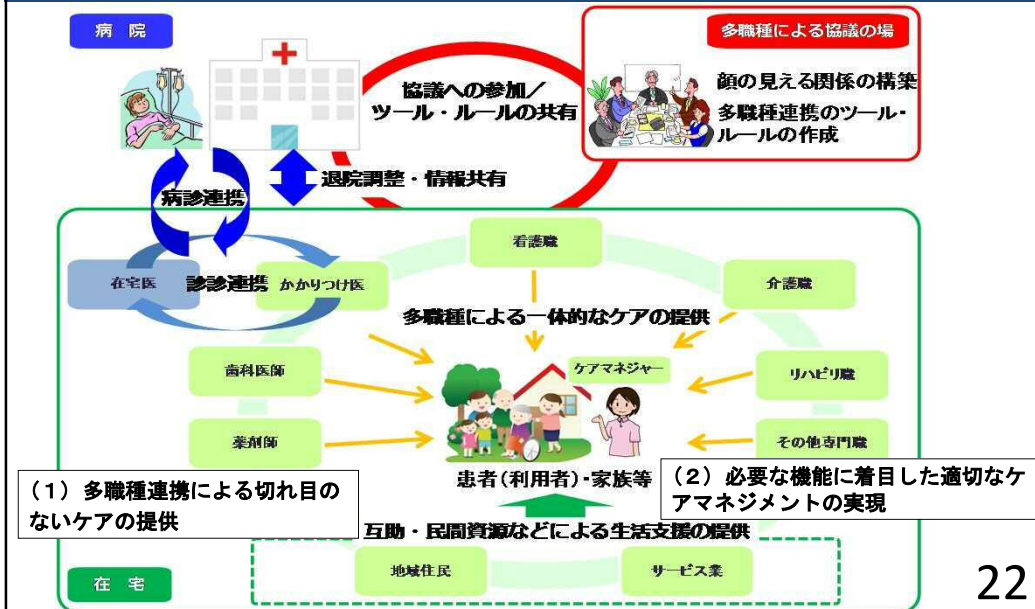 病 院
多職種による協議の場
顔の見える関係の構築
多職種連携のツール・
ルールの作成
協議への参加/
ツール・ルールの共有
退院調整・情報共有
病診連携
看護職
在宅医
診診連携
かかりつけ医
介護職
多職種による一体的なケアの提供
歯科医師
ケアマネジャー
リハビリ職
薬剤師
その他専門職
患者(利用者)・家族等
(1)多職種連携による切れ目の
ないケアの提供
(2)必要な機能に着目した適切なケ
アマネジメントの実現
互助・民間資源などによる生活支援の提供
地域住民
サービス業
在 宅
22